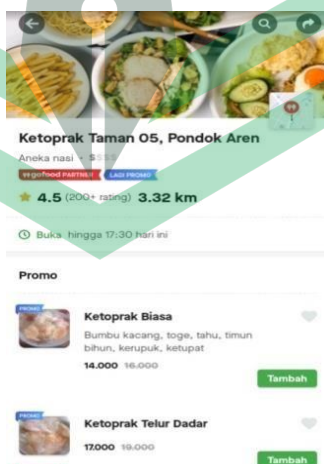 Ketoprak Taman 05, Pondok Aren
Aneka nasi • $$$$
gofood PARTNER LAGI PROMO
4.5 (200+ rating) 3.32 km
Buka hingga 17:30 hari ini
Promo
PROMO
Ketoprak Biasa
Bumbu kacang, toge, tahu, timun
bihun, kerupuk, ketupat
14.000 16.000
Tambah
PROMO
Ketoprak Telur Dadar
17.000 19.000
Tambah